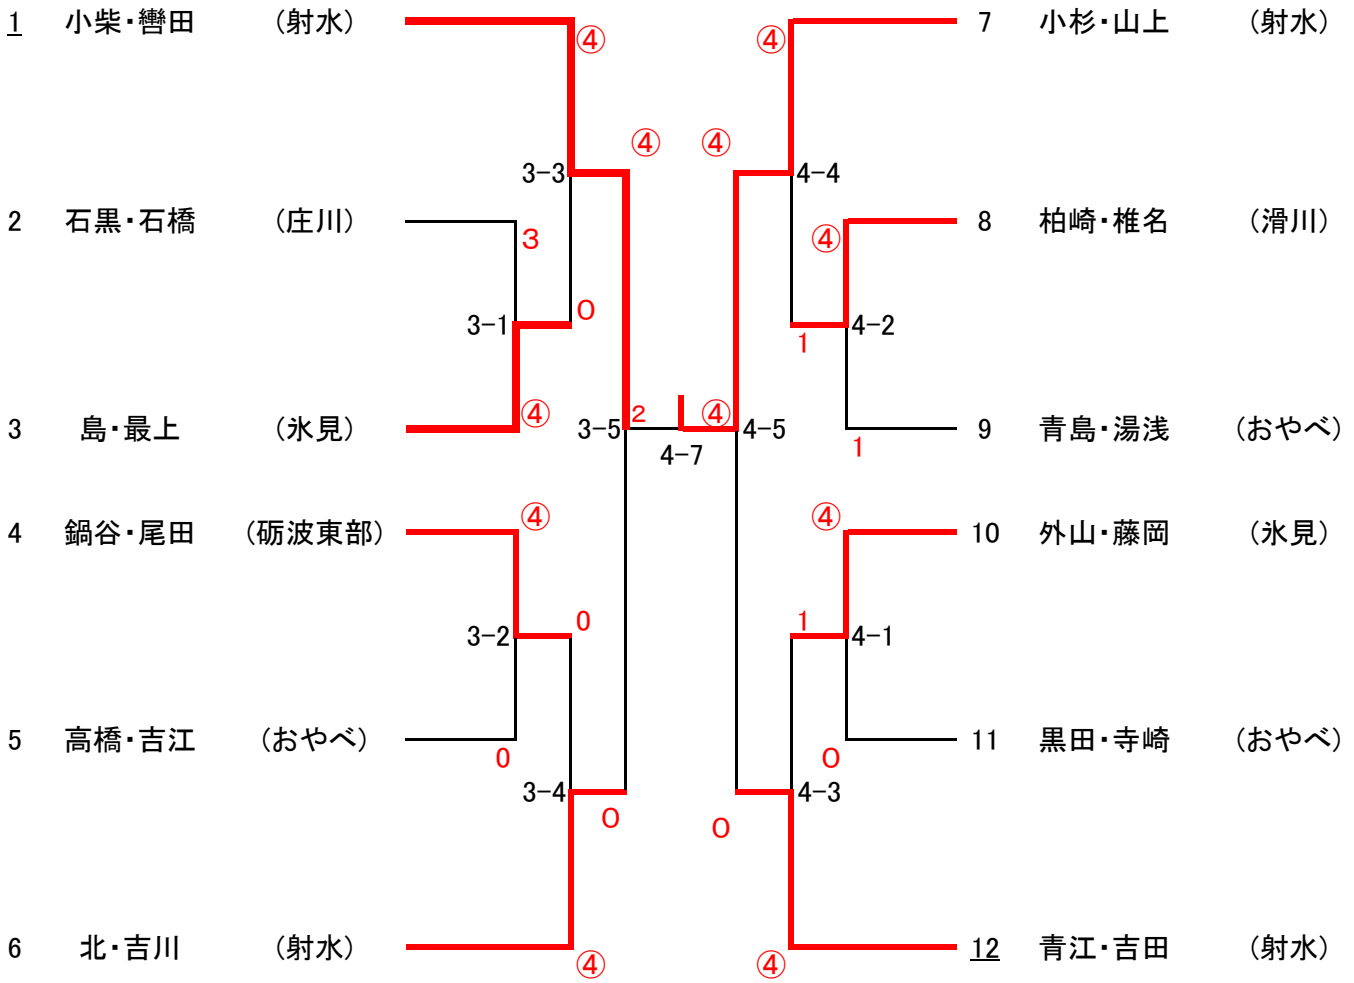 1 小柴・轡田 (射水) ④ ④ 7 小杉・山上 (射水)
④ ④
3-3 4-4
2 石黒・石橋 (庄川) 3 ④ 8 柏崎・椎名 (滑川)
0
3-1 4-2
1
3 島・最上 (氷見) ④ 3-5 2 ④ 4-5 9 青島・湯浅 (おやべ)
4-7 1
4 鍋谷・尾田 (砺波東部) ④ ④ 10 外山・藤岡 (氷見)
0 1
3-2 4-1
5 高橋・吉江 (おやべ) 0 0 11 黒田・寺崎 (おやべ)
3-4 4-3
0 0
6 北・吉川 (射水) ④ ④ 12 青江・吉田 (射水)